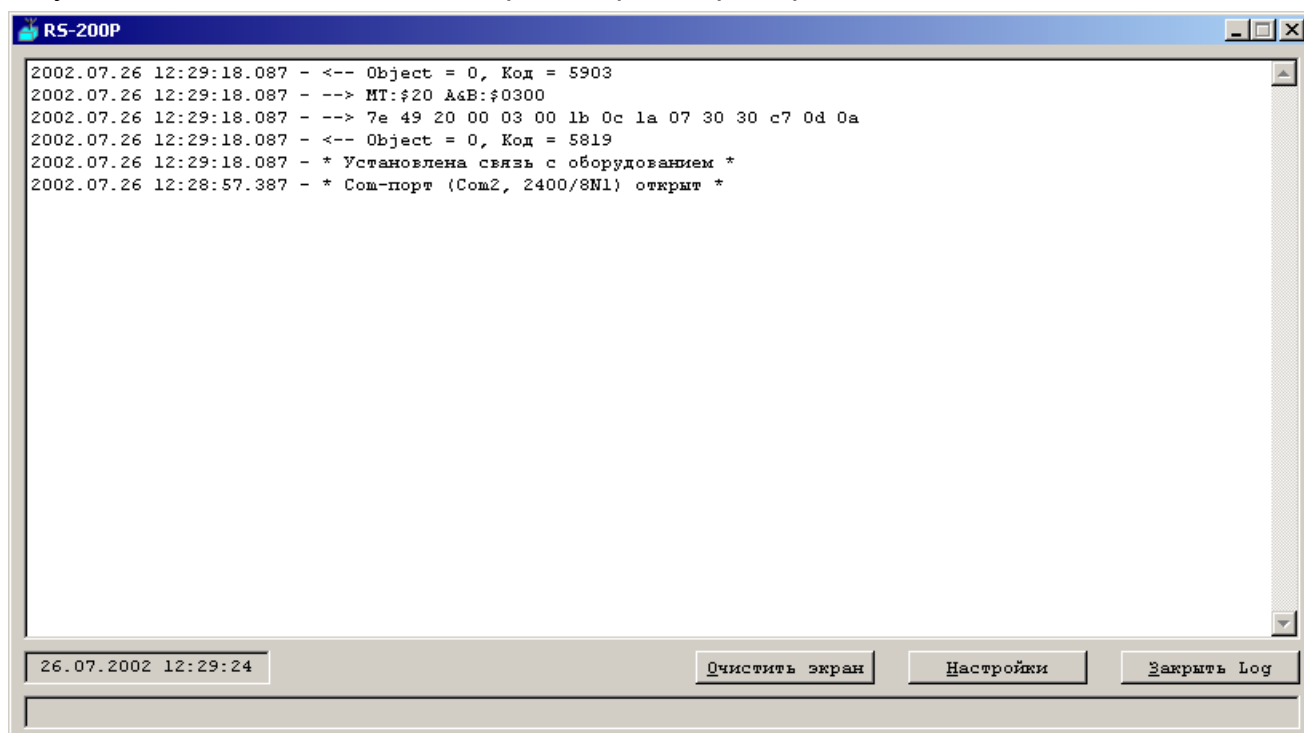 RS-200P
2002.07.26 12:29:18.087 - <-- Object = 0, Код = 5903
2002.07.26 12:29:18.087 - --> MT:$20 A&B:$0300
2002.07.26 12:29:18.087 - --> 7e 49 20 00 03 00 1b 0c 1a 07 30 30 c7 0d 0a
2002.07.26 12:29:18.087 - <-- Object = 0, Код = 5819
2002.07.26 12:29:18.087 - * Установлена связь с оборудованием *
2002.07.26 12:28:57.387 - * Com-порт (Com2, 2400/8N1) открыт *
26.07.2002 12:29:24 Очистить экран Настройки Закрыть Log